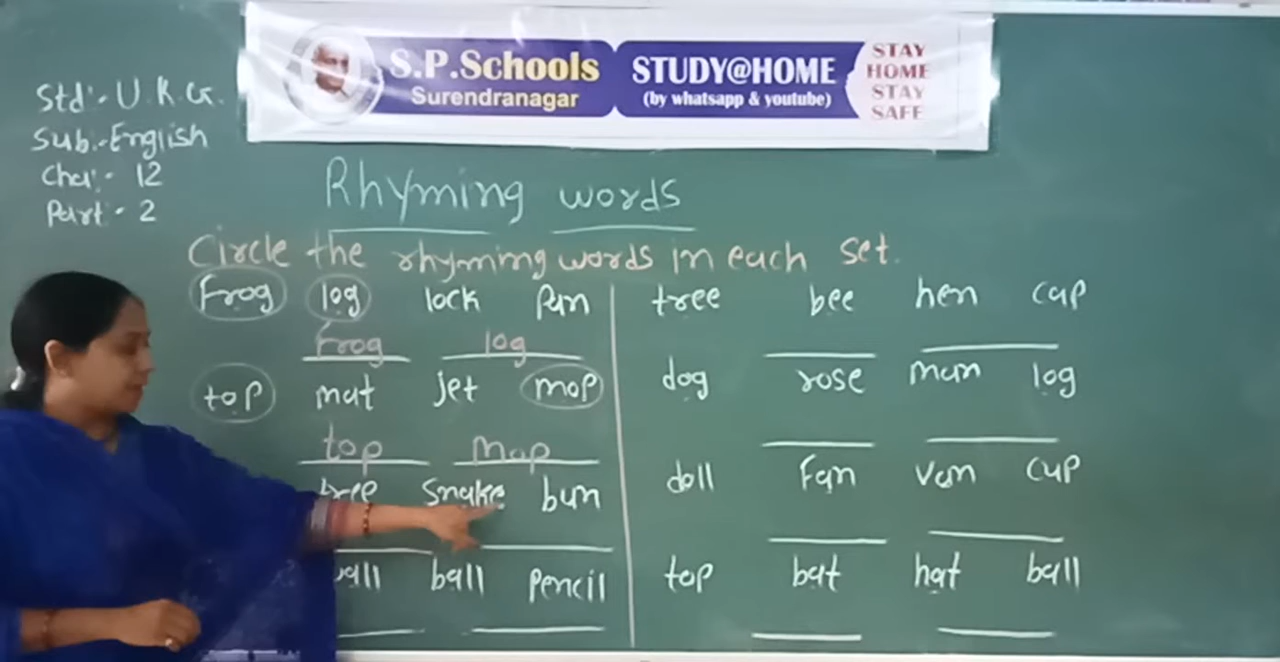 S.P.Schools
Surendranagar
STUDY@HOME
(by whatsapp & youtube)
STAY
HOME
STAY
SAFE
Std:- U.K.G.
Sub:- English
Cha:- 12
Part:- 2
Rhyming words
Circle the rhyming words in each set.
Frog log lock Pen
frog log
top mat jet mop
top mop
tree snake bun
ball pencil
tree bee hen cap
dog rose man log
doll Fan Van cup
top bat hat ball